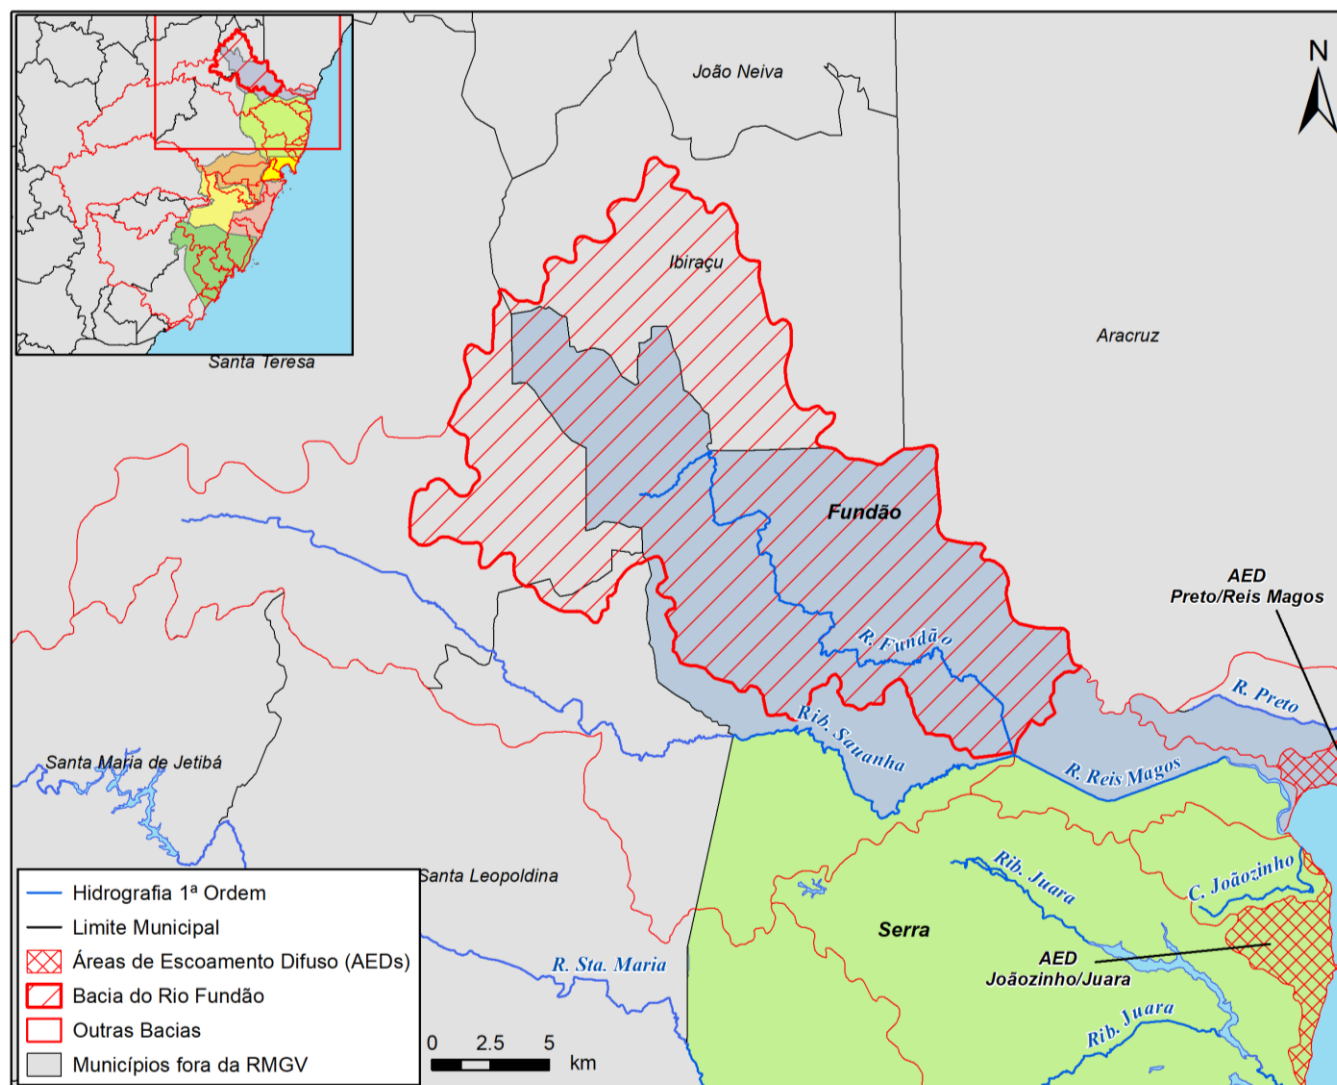 João Neiva
N
Ibiraçu
Aracruz
Santa Teresa
Fundão
AED
Preto/Reis Magos
R. Fundão
R. Preto
Rib. Sauanha
R. Reis Magos
Santa Maria de Jetibá
Santa Leopoldina
Rib. Juara
C. Joãozinho
Serra
AED
Joãozinho/Juara
R. Sta. Maria
Rib. Juara
Hidrografia 1ª Ordem
Limite Municipal
Áreas de Escoamento Difuso (AEDs)
Bacia do Rio Fundão
Outras Bacias
Municípios fora da RMGV
0 2.5 5
km